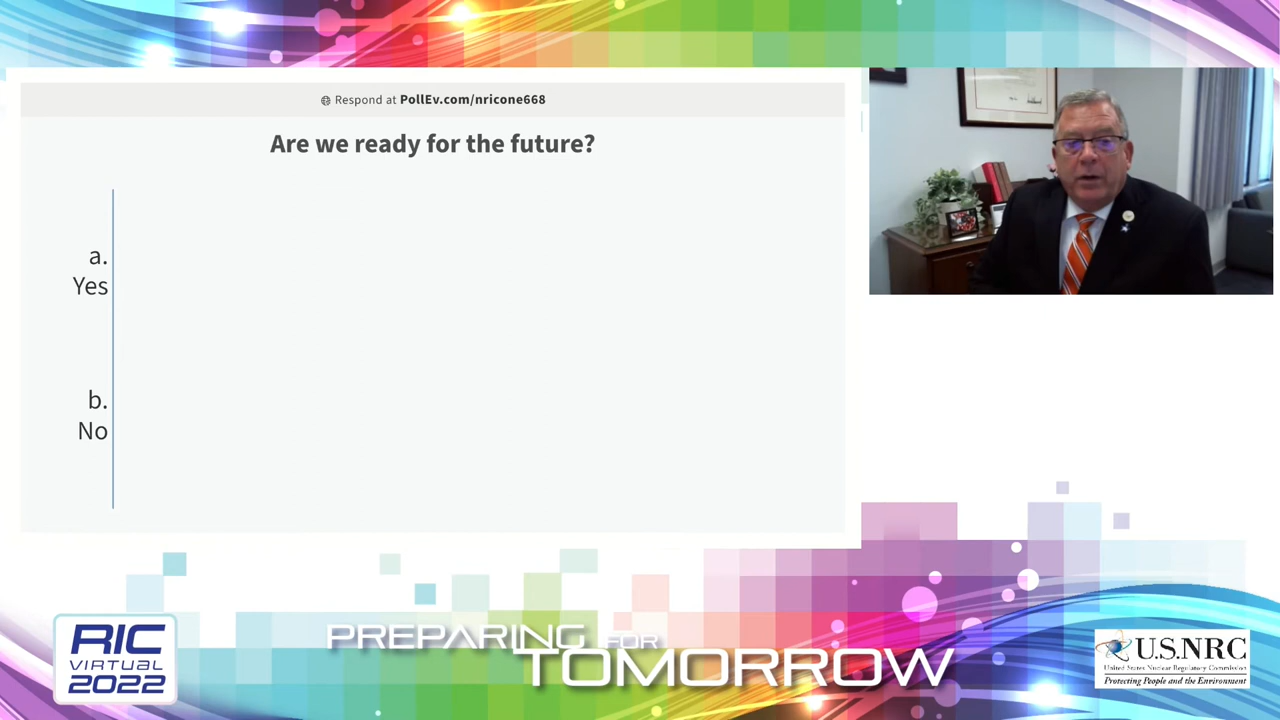 Respond at PollEv.com/nricone668
Are we ready for the future?
a.
Yes
b.
No
RIC
VIRTUAL
2022
PREPARING FOR
TOMORROW
U.S.NRC
United States Nuclear Regulatory Commission
Protecting People and the Environment